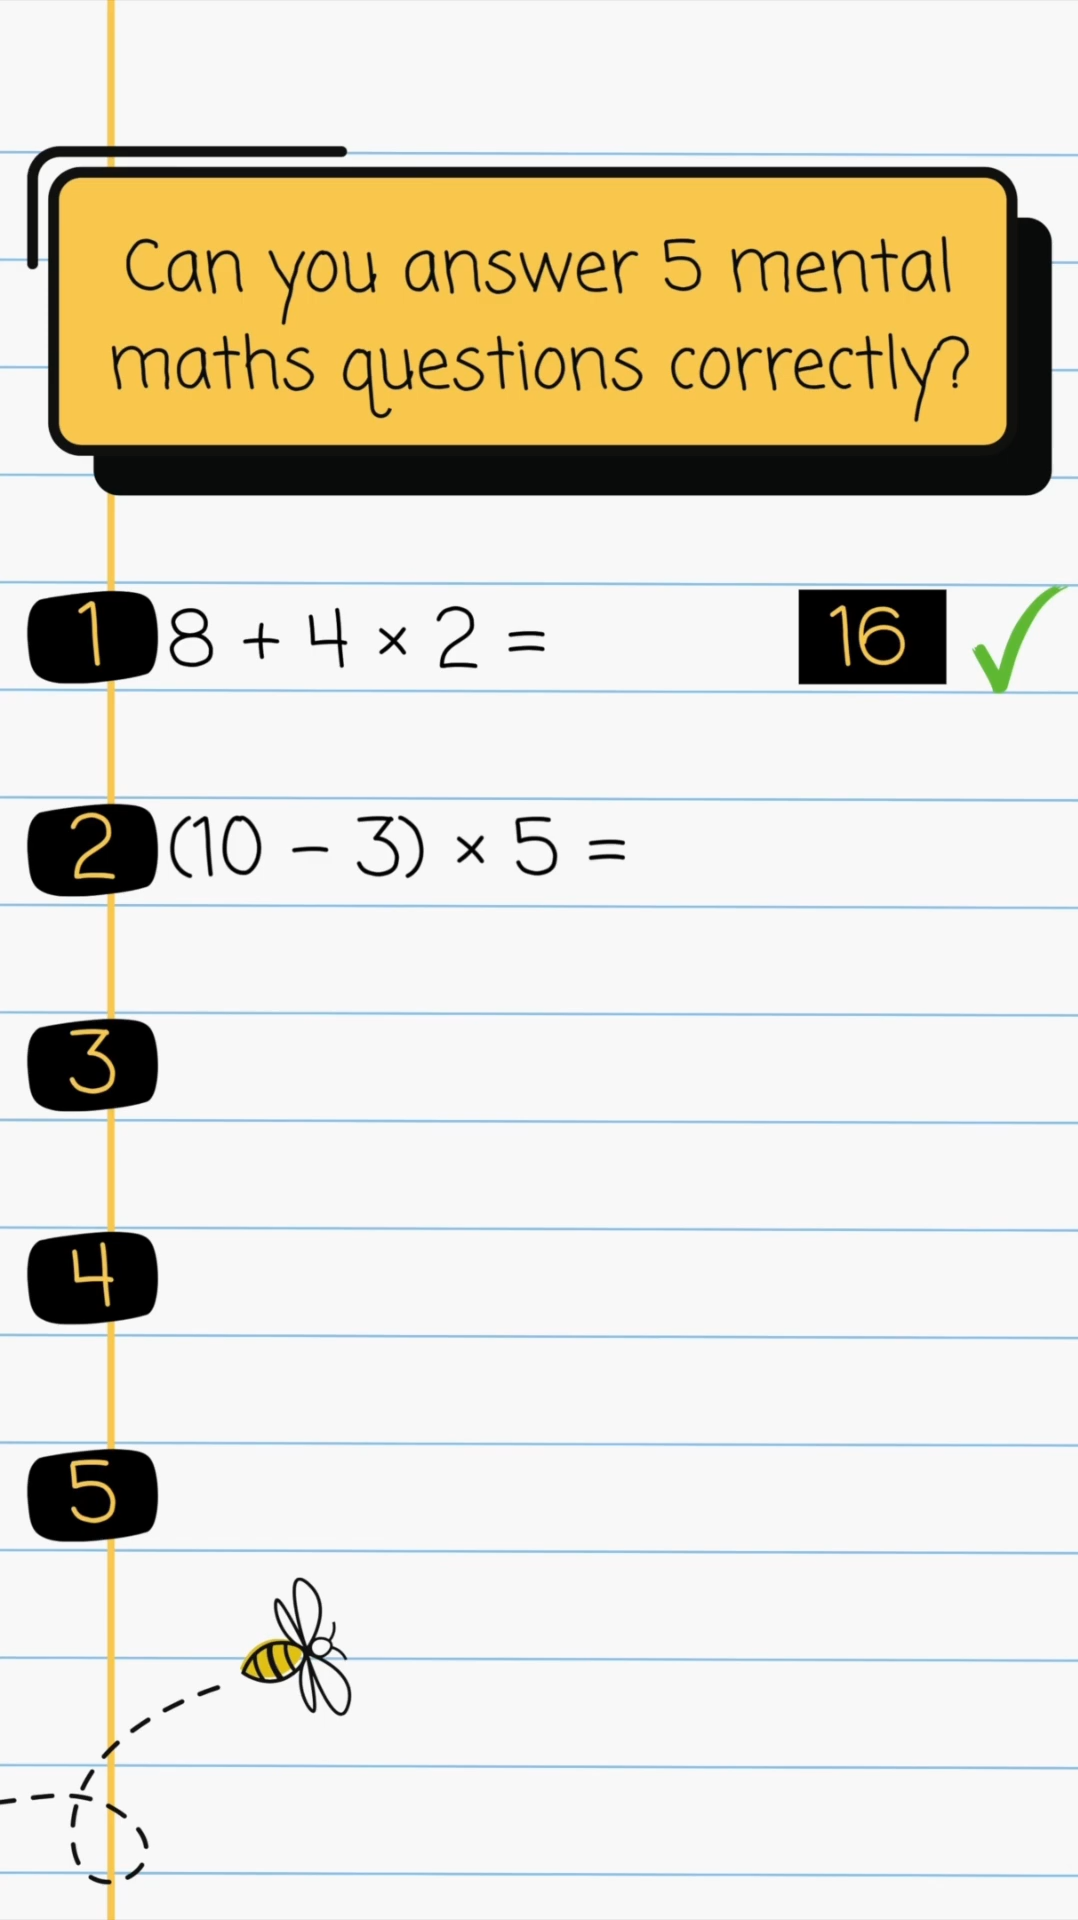 Can you answer 5 mental
maths questions correctly?
1 8 + 4 × 2 = 16
2 (10 - 3) × 5 =
3
4
5